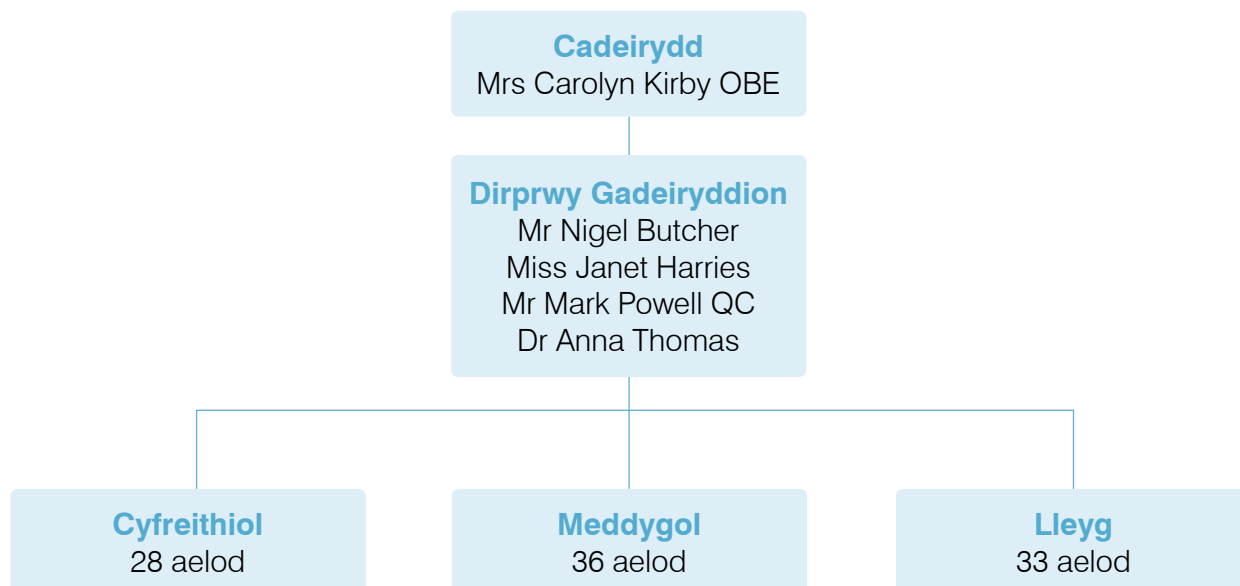 Cadeirydd
Mrs Carolyn Kirby OBE
Dirprwy Gadeiryddion
Mr Nigel Butcher
Miss Janet Harries
Mr Mark Powell QC
Dr Anna Thomas
Cyfreithiol
28 aelod
Meddygol
36 aelod
Lleyg
33 aelod